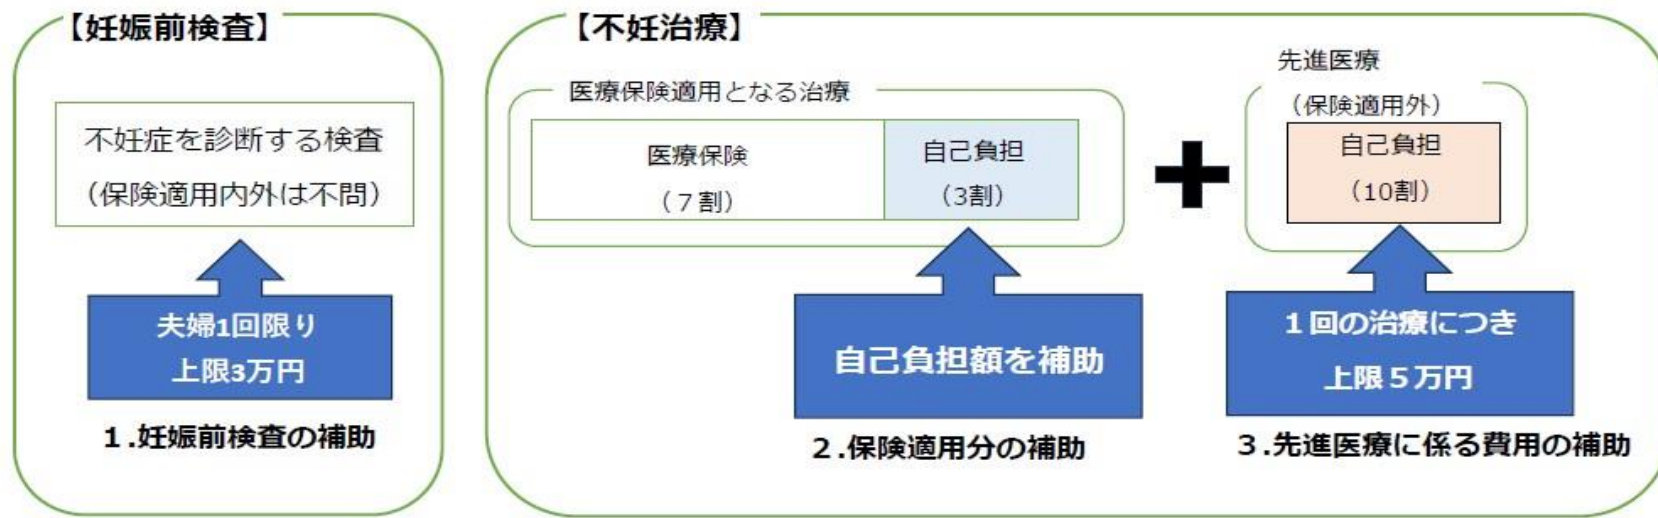 【妊娠前検査】
不妊症を診断する検査
（保険適用内外は不問）
夫婦1回限り
上限3万円
１.妊娠前検査の補助
【不妊治療】
医療保険適用となる治療
医療保険
（７割）
自己負担
（3割）
自己負担額を補助
２.保険適用分の補助
先進医療
（保険適用外）
自己負担
（10割）
１回の治療につき
上限５万円
３.先進医療に係る費用の補助